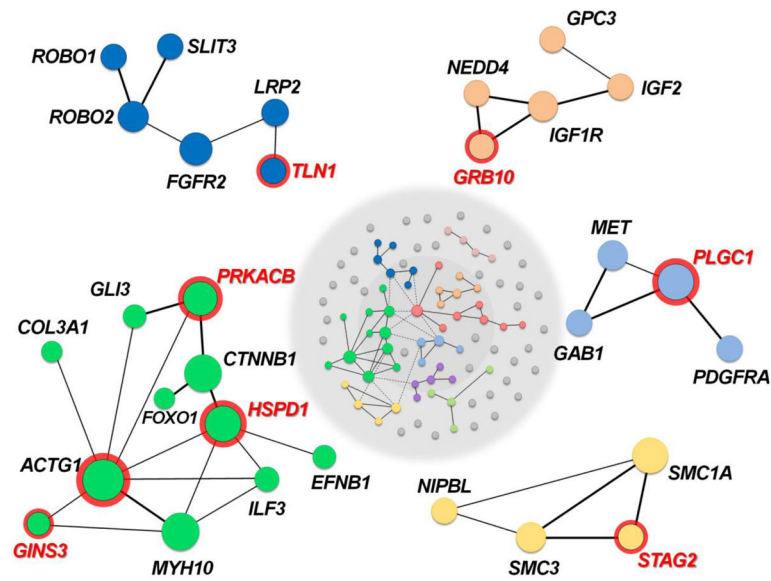 ROBO1
SLIT3
ROBO2
LRP2
FGFR2
TLN1
GPC3
NEDD4
IGF2
IGF1R
GRB10
MET
PLGC1
GAB1
PDGFRA
PRKACB
GLI3
COL3A1
CTNNB1
FOXO1
HSPD1
ACTG1
EFNB1
ILF3
GINS3
MYH10
NIPBL
SMC1A
SMC3
STAG2